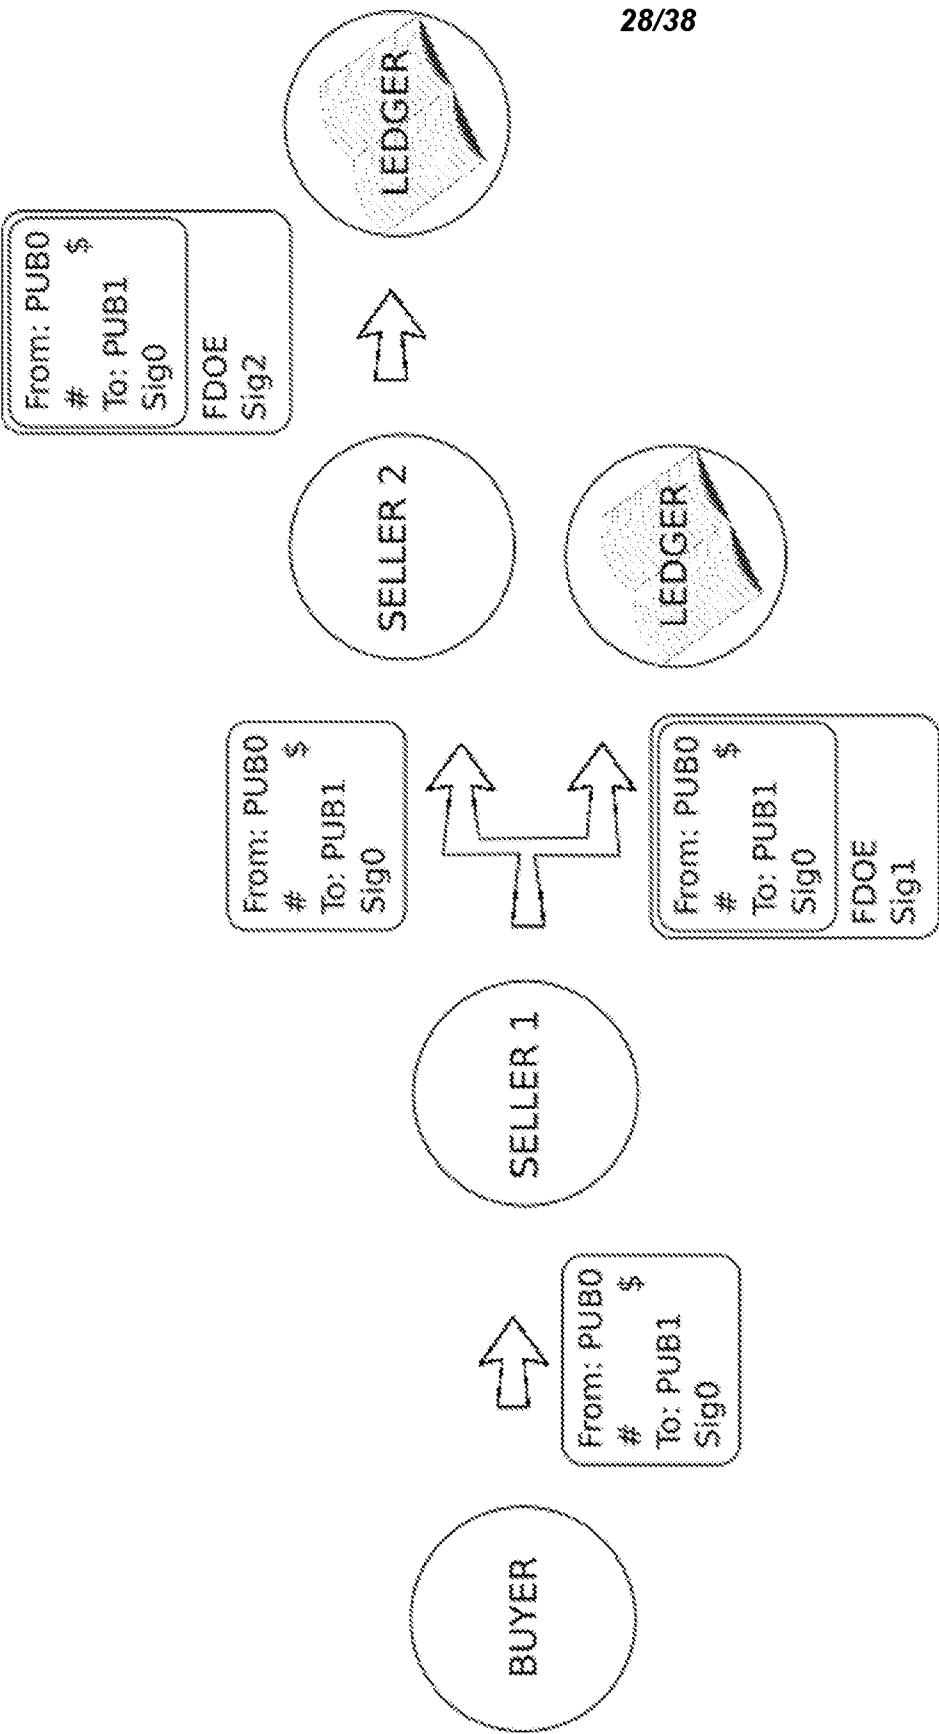 28/38
BUYER
From: PUB0
# $
To: PUB1
Sig0
SELLER 1
From: PUB0
# $
To: PUB1
Sig0
From: PUB0
# $
To: PUB1
Sig0
FDOE
Sig1
SELLER 2
LEDGER
From: PUB0
# $
To: PUB1
Sig0
FDOE
Sig2
LEDGER